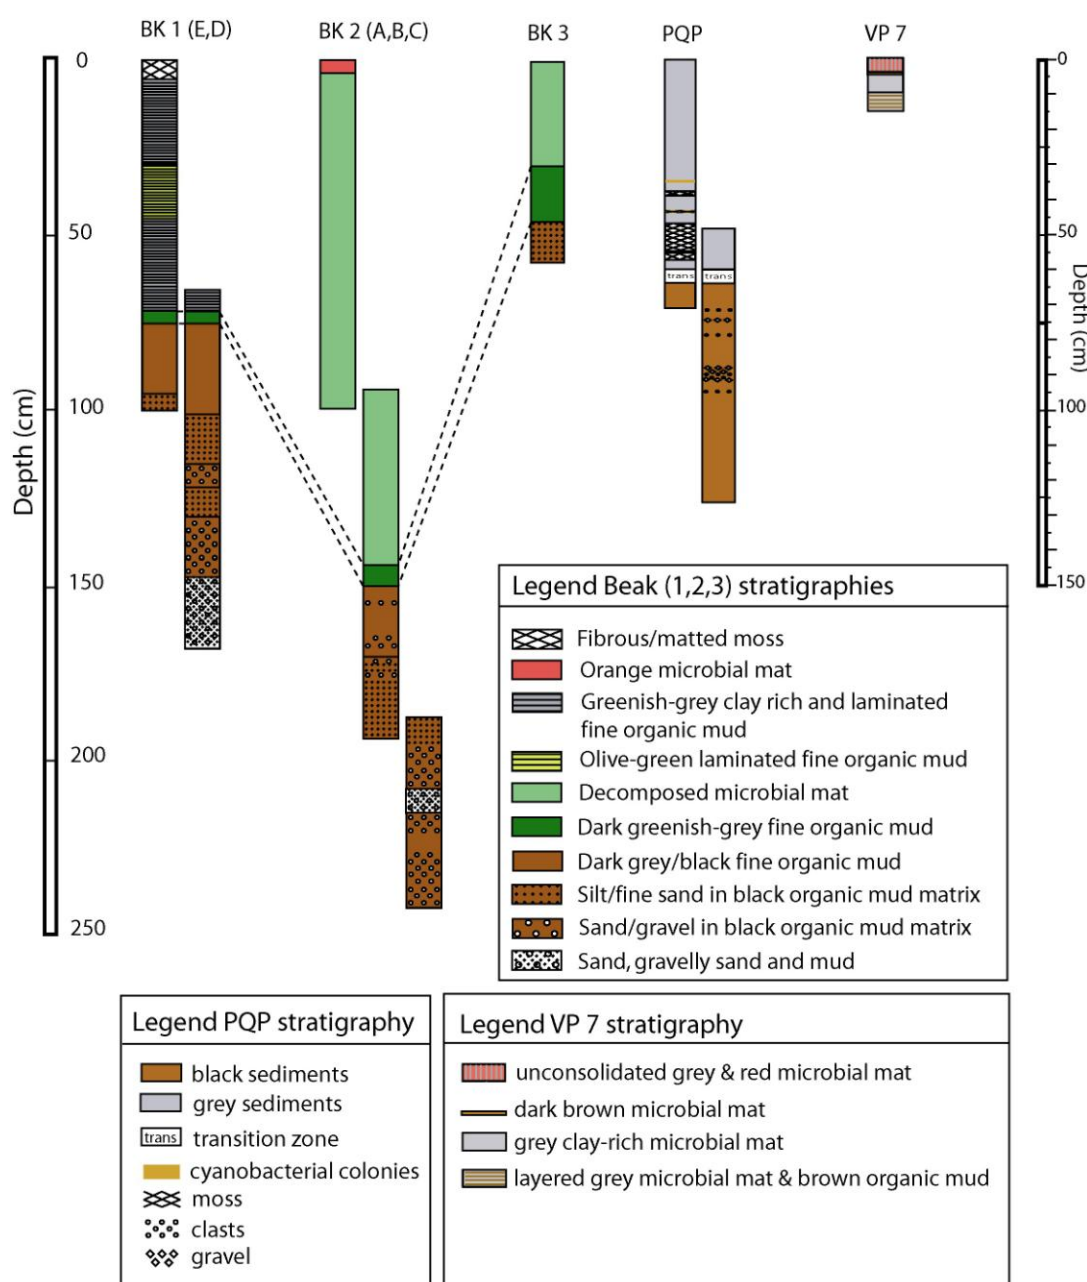 BK 1 (E,D)
BK 2 (A,B,C)
BK 3
PQP
VP 7
0
50
100
150
200
250
Depth (cm)
trans
trans
0
50
100
150
Depth (cm)
Legend Beak (1,2,3) stratigraphies
Fibrous/matted moss
Orange microbial mat
Greenish-grey clay rich and laminated
fine organic mud
Olive-green laminated fine organic mud
Decomposed microbial mat
Dark greenish-grey fine organic mud
Dark grey/black fine organic mud
Silt/fine sand in black organic mud matrix
Sand/gravel in black organic mud matrix
Sand, gravelly sand and mud
Legend PQP stratigraphy
black sediments
grey sediments
trans transition zone
cyanobacterial colonies
moss
clasts
gravel
Legend VP 7 stratigraphy
unconsolidated grey & red microbial mat
dark brown microbial mat
grey clay-rich microbial mat
layered grey microbial mat & brown organic mud